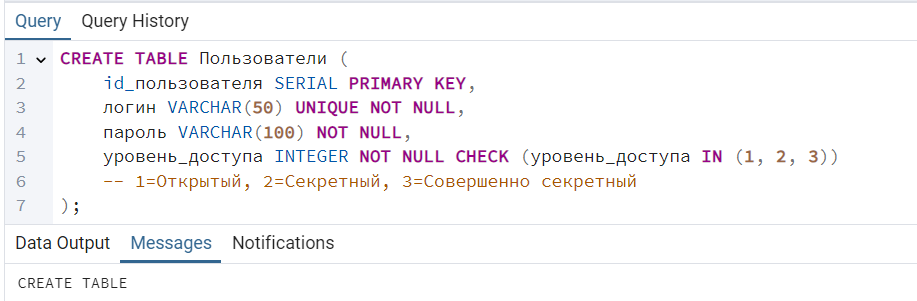 Query Query History
1 CREATE TABLE Пользователи (
2 id_пользователя SERIAL PRIMARY KEY,
3 логин VARCHAR(50) UNIQUE NOT NULL,
4 пароль VARCHAR(100) NOT NULL,
5 уровень_доступа INTEGER NOT NULL CHECK (уровень_доступа IN (1, 2, 3))
6 -- 1=Открытый, 2=Секретный, 3=Совершенно секретный
7 );
Data Output Messages Notifications
CREATE TABLE